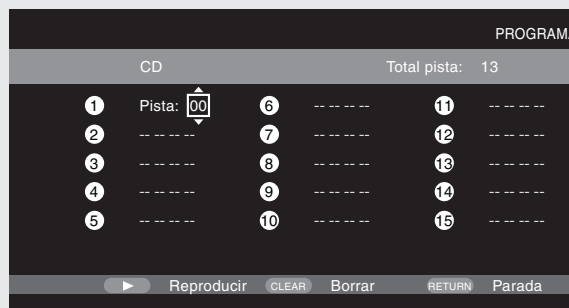 PROGRAMA
CD Total pista: 13
1 Pista: 00 6 -- -- -- -- 11 -- -- -- --
2 -- -- -- -- 7 -- -- -- -- 12 -- -- -- --
3 -- -- -- -- 8 -- -- -- -- 13 -- -- -- --
4 -- -- -- -- 9 -- -- -- -- 14 -- -- -- --
5 -- -- -- -- 10 -- -- -- -- 15 -- -- -- --
Reproducir CLEAR Borrar RETURN Parada